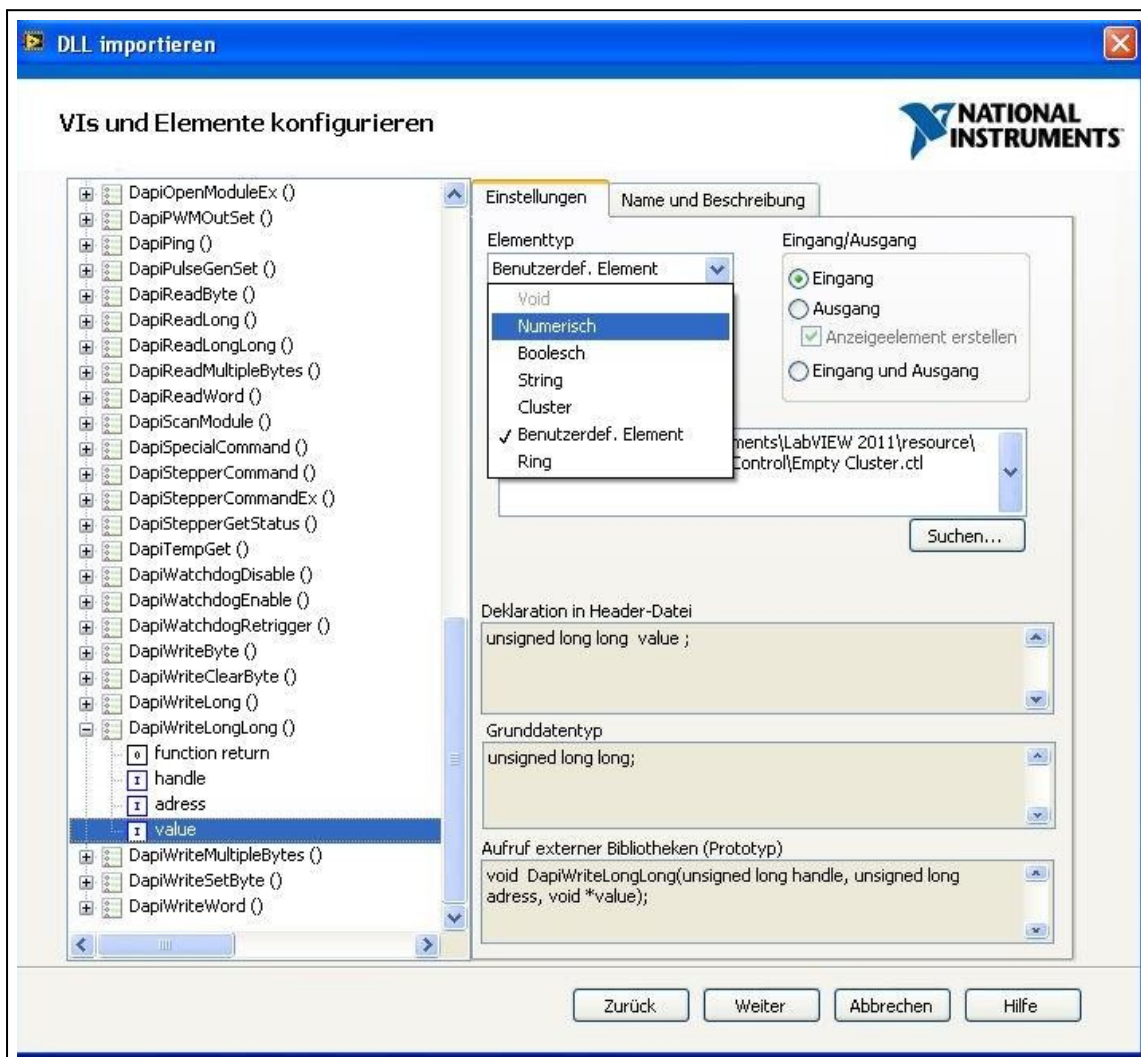 DLL importieren
VIs und Elemente konfigurieren
NATIONAL
INSTRUMENTS
DapiOpenModuleEx ()
DapiPWMOutSet ()
DapiPing ()
DapiPulseGenSet ()
DapiReadByte ()
DapiReadLong ()
DapiReadLongLong ()
DapiReadMultipleBytes ()
DapiReadWord ()
DapiScanModule ()
DapiSpecialCommand ()
DapiStepperCommand ()
DapiStepperCommandEx ()
DapiStepperGetStatus ()
DapiTempGet ()
DapiWatchdogDisable ()
DapiWatchdogEnable ()
DapiWatchdogRetrigger ()
DapiWriteByte ()
DapiWriteClearByte ()
DapiWriteLong ()
DapiWriteLongLong ()
function return
handle
adress
value
DapiWriteMultipleBytes ()
DapiWriteSetByte ()
DapiWriteWord ()
Einstellungen
Name und Beschreibung
Elementtyp
Benutzerdef. Element
Void
Numerisch
Boolesch
String
Cluster
Benutzerdef. Element
Ring
Eingang/Ausgang
Eingang
Ausgang
Anzeigeelement erstellen
Eingang und Ausgang
ments\LabVIEW 2011\resource\
Control\Empty Cluster.ctl
Suchen...
Deklaration in Header-Datei
unsigned long long value ;
Grunddatentyp
unsigned long long;
Aufruf externer Bibliotheken (Prototyp)
void DapiWriteLongLong(unsigned long handle, unsigned long
adress, void *value);
Zurück
Weiter
Abbrechen
Hilfe